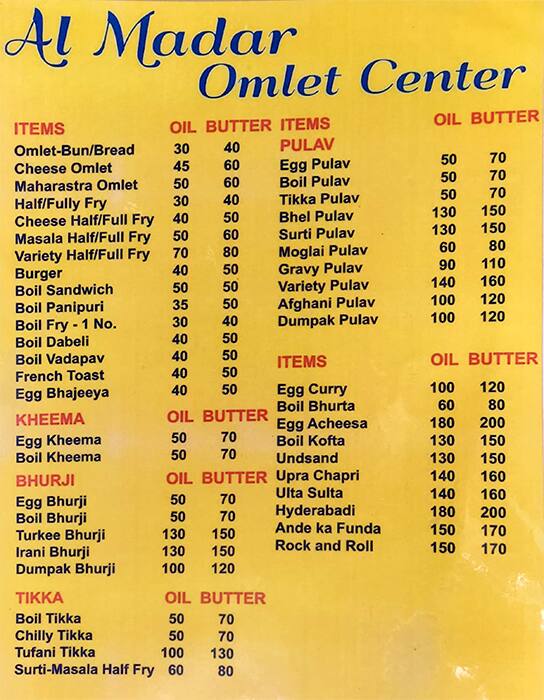 Al Madar
Omlet Center
ITEMS OIL BUTTER
Omlet-Bun/Bread 30 40
Cheese Omlet 45 60
Maharastra Omlet 50 60
Half/Fully Fry 30 40
Cheese Half/Full Fry 40 50
Masala Half/Full Fry 50 60
Variety Half/Full Fry 70 80
Burger 40 50
Boil Sandwich 50 50
Boil Panipuri 35 50
Boil Fry - 1 No. 30 40
Boil Dabeli 40 50
Boil Vadapav 40 50
French Toast 40 50
Egg Bhajeeya 40 50
KHEEMA OIL BUTTER
Egg Kheema 50 70
Boil Kheema 50 70
BHURJI OIL BUTTER
Egg Bhurji 50 70
Boil Bhurji 50 70
Turkee Bhurji 130 150
Irani Bhurji 130 150
Dumpak Bhurji 100 120
TIKKA OIL BUTTER
Boil Tikka 50 70
Chilly Tikka 50 70
Tufani Tikka 100 130
Surti-Masala Half Fry 60 80
ITEMS OIL BUTTER
PULAV
Egg Pulav 50 70
Boil Pulav 50 70
Tikka Pulav 50 70
Bhel Pulav 130 150
Surti Pulav 130 150
Moglai Pulav 60 80
Gravy Pulav 90 110
Variety Pulav 140 160
Afghani Pulav 100 120
Dumpak Pulav 100 120
ITEMS OIL BUTTER
Egg Curry 100 120
Boil Bhurta 60 80
Egg Acheesa 180 200
Boil Kofta 130 150
Undsand 130 150
Upra Chapri 140 160
Ulta Sulta 140 160
Hyderabadi 180 200
Ande ka Funda 150 170
Rock and Roll 150 170